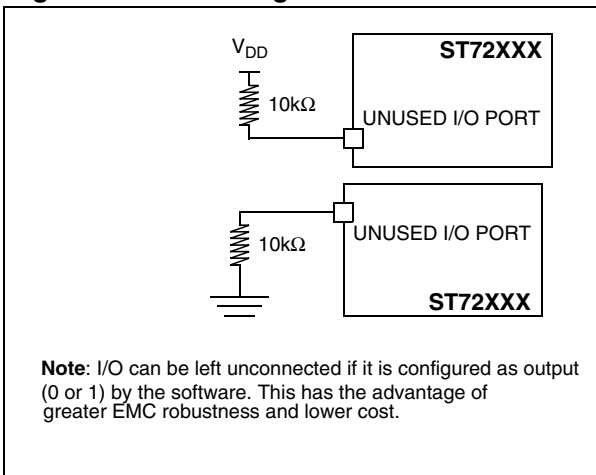 V_DD
ST72XXX
10kΩ
UNUSED I/O PORT
10kΩ
UNUSED I/O PORT
ST72XXX
Note: I/O can be left unconnected if it is configured as output
(0 or 1) by the software. This has the advantage of
greater EMC robustness and lower cost.